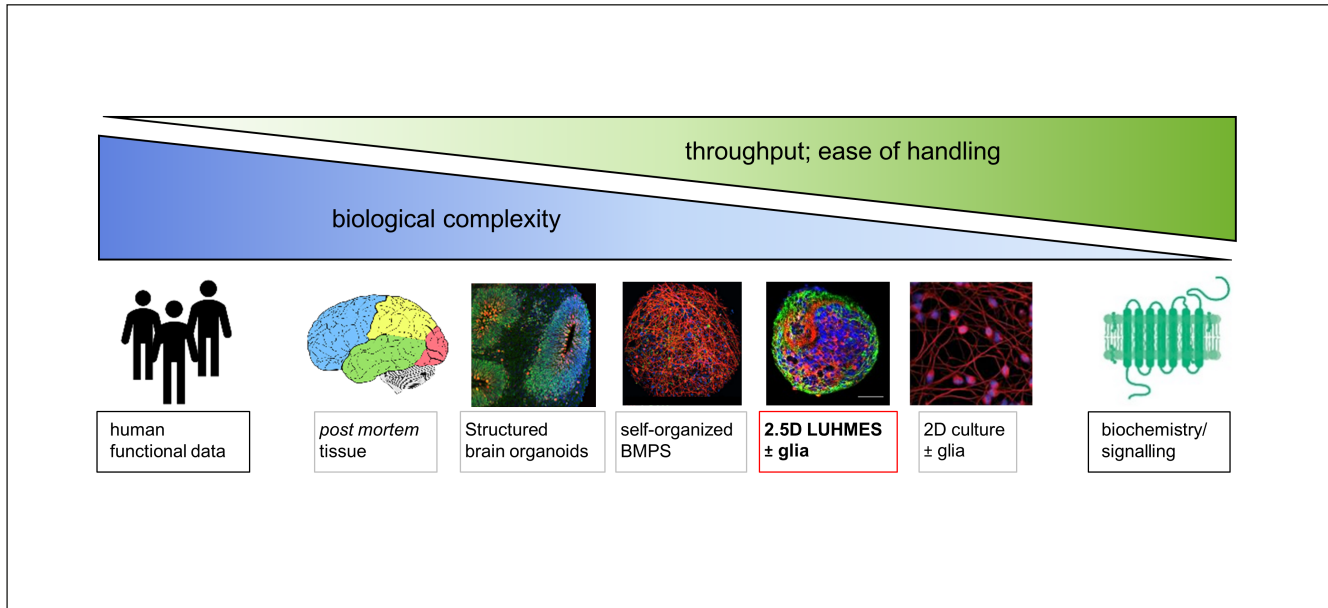 throughput; ease of handling
biological complexity
human
functional data
post mortem
tissue
Structured
brain organoids
self-organized
BMPS
2.5D LUHMES
± glia
2D culture
± glia
biochemistry/
signalling